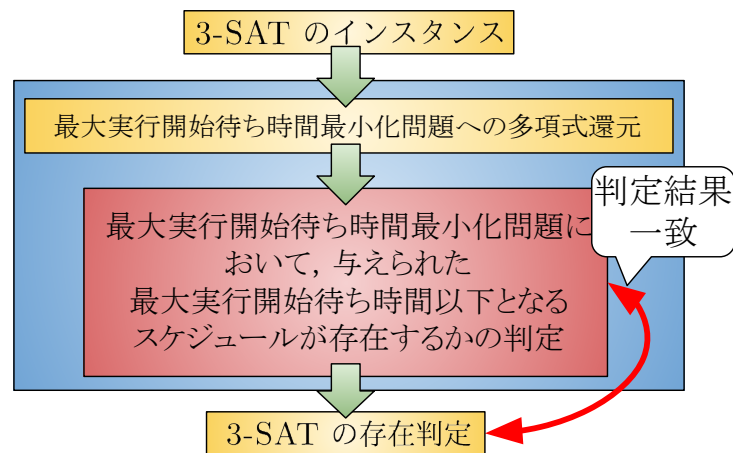 3-SAT のインスタンス
最大実行開始待ち時間最小化問題への多項式還元
判定結果
一致
最大実行開始待ち時間最小化問題に
おいて, 与えられた
最大実行開始待ち時間以下となる
スケジュールが存在するかの判定
3-SAT の存在判定